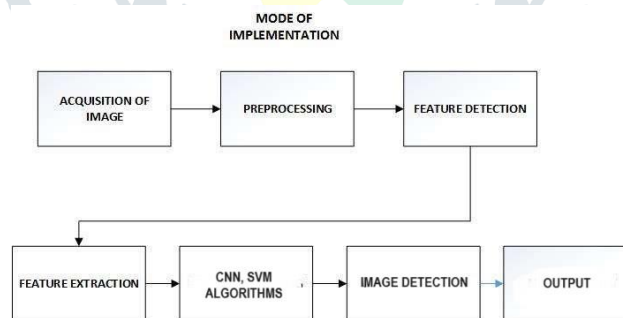 MODE OF
IMPLEMENTATION
ACQUISITION OF
IMAGE
PREPROCESSING
FEATURE DETECTION
FEATURE EXTRACTION
CNN, SVM
ALGORITHMS
IMAGE DETECTION
OUTPUT